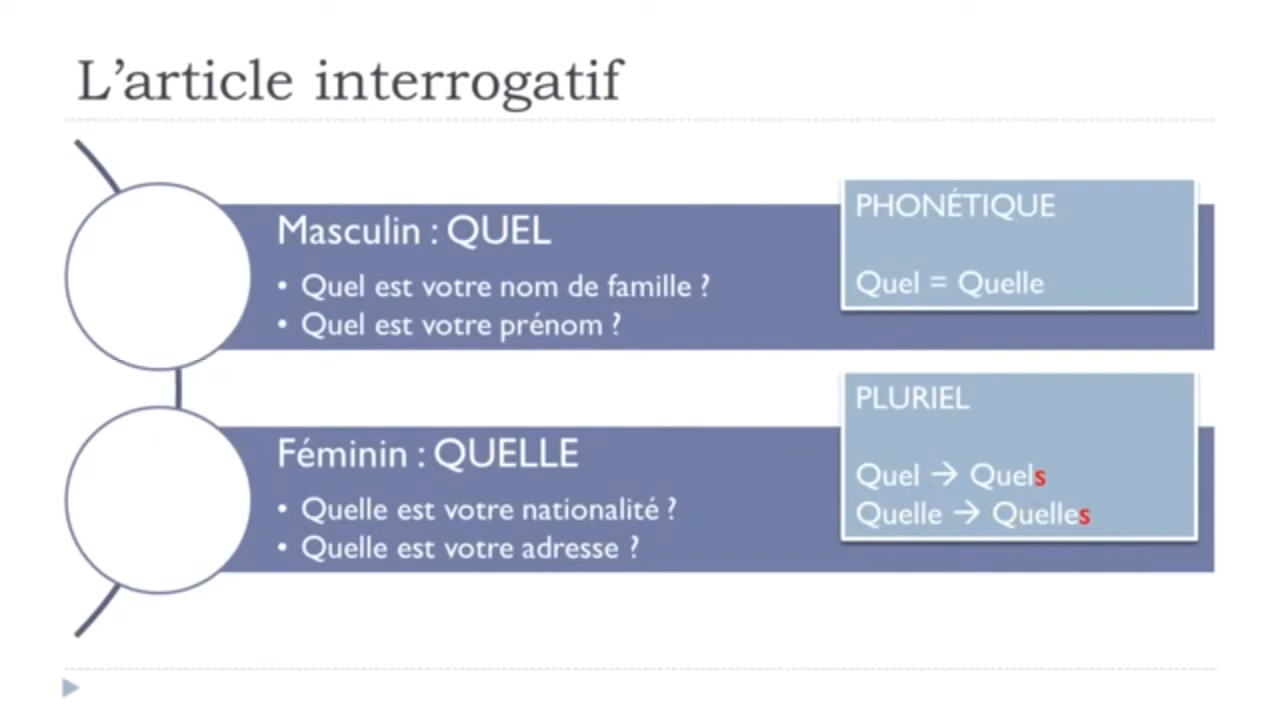 L’article interrogatif
Masculin : QUEL
• Quel est votre nom de famille ?
• Quel est votre prénom ?
PHONÉTIQUE
Quel = Quelle
Féminin : QUELLE
• Quelle est votre nationalité ?
• Quelle est votre adresse ?
PLURIEL
Quel → Quels
Quelle → Quelles